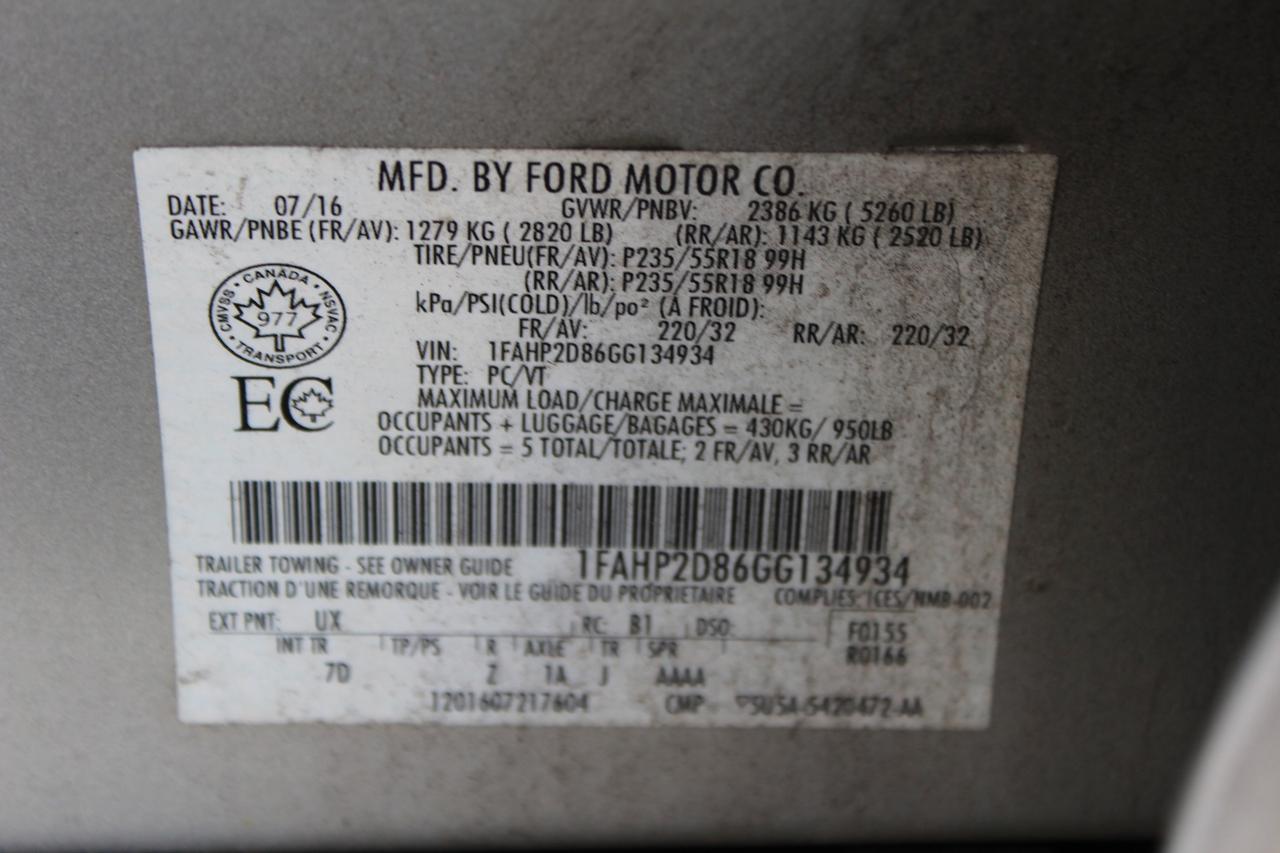 MFD. BY FORD MOTOR CO.
DATE: 07/16 GVWR/PNBV: 2386 KG ( 5260 LB)
GAWR/PNBE (FR/AV): 1279 KG ( 2820 LB) (RR/AR): 1143 KG ( 2520 LB)
TIRE/PNEU(FR/AV): P235/55R18 99H
(RR/AR): P235/55R18 99H
kPa/PSI(COLD)/lb/po² (À FROID):
FR/AV: 220/32 RR/AR: 220/32
CANADA
CMVSS 977 NSVAC
TRANSPORT
VIN: 1FAHP2D86GG134934
TYPE: PC/VT
EC
MAXIMUM LOAD/CHARGE MAXIMALE =
OCCUPANTS + LUGGAGE/BAGAGES = 430KG/ 950LB
OCCUPANTS = 5 TOTAL/TOTALE; 2 FR/AV, 3 RR/AR
TRAILER TOWING - SEE OWNER GUIDE 1FAHP2D86GG134934
TRACTION D'UNE REMORQUE - VOIR LE GUIDE DU PROPRIETAIRE COMPLIES ICES/NMB-002
EXT PNT: UX RC: B1 DSO: F0155
INT TR TP/PS R AXLE TR SPR R0166
7D Z 1A J AAAA
1201607217604 CMP